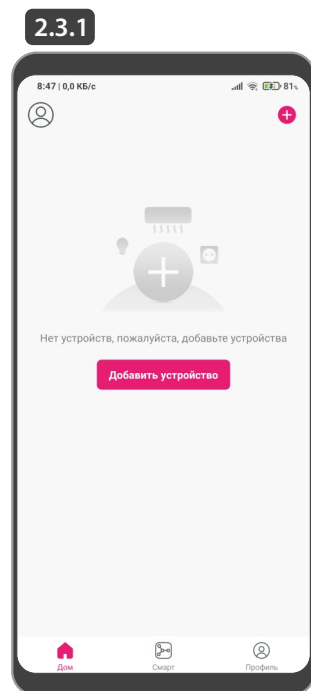 2.3.1
8:47 | 0,0 КБ/с 81%
Нет устройств, пожалуйста, добавьте устройства
Добавить устройство
Дом Смарт Профиль